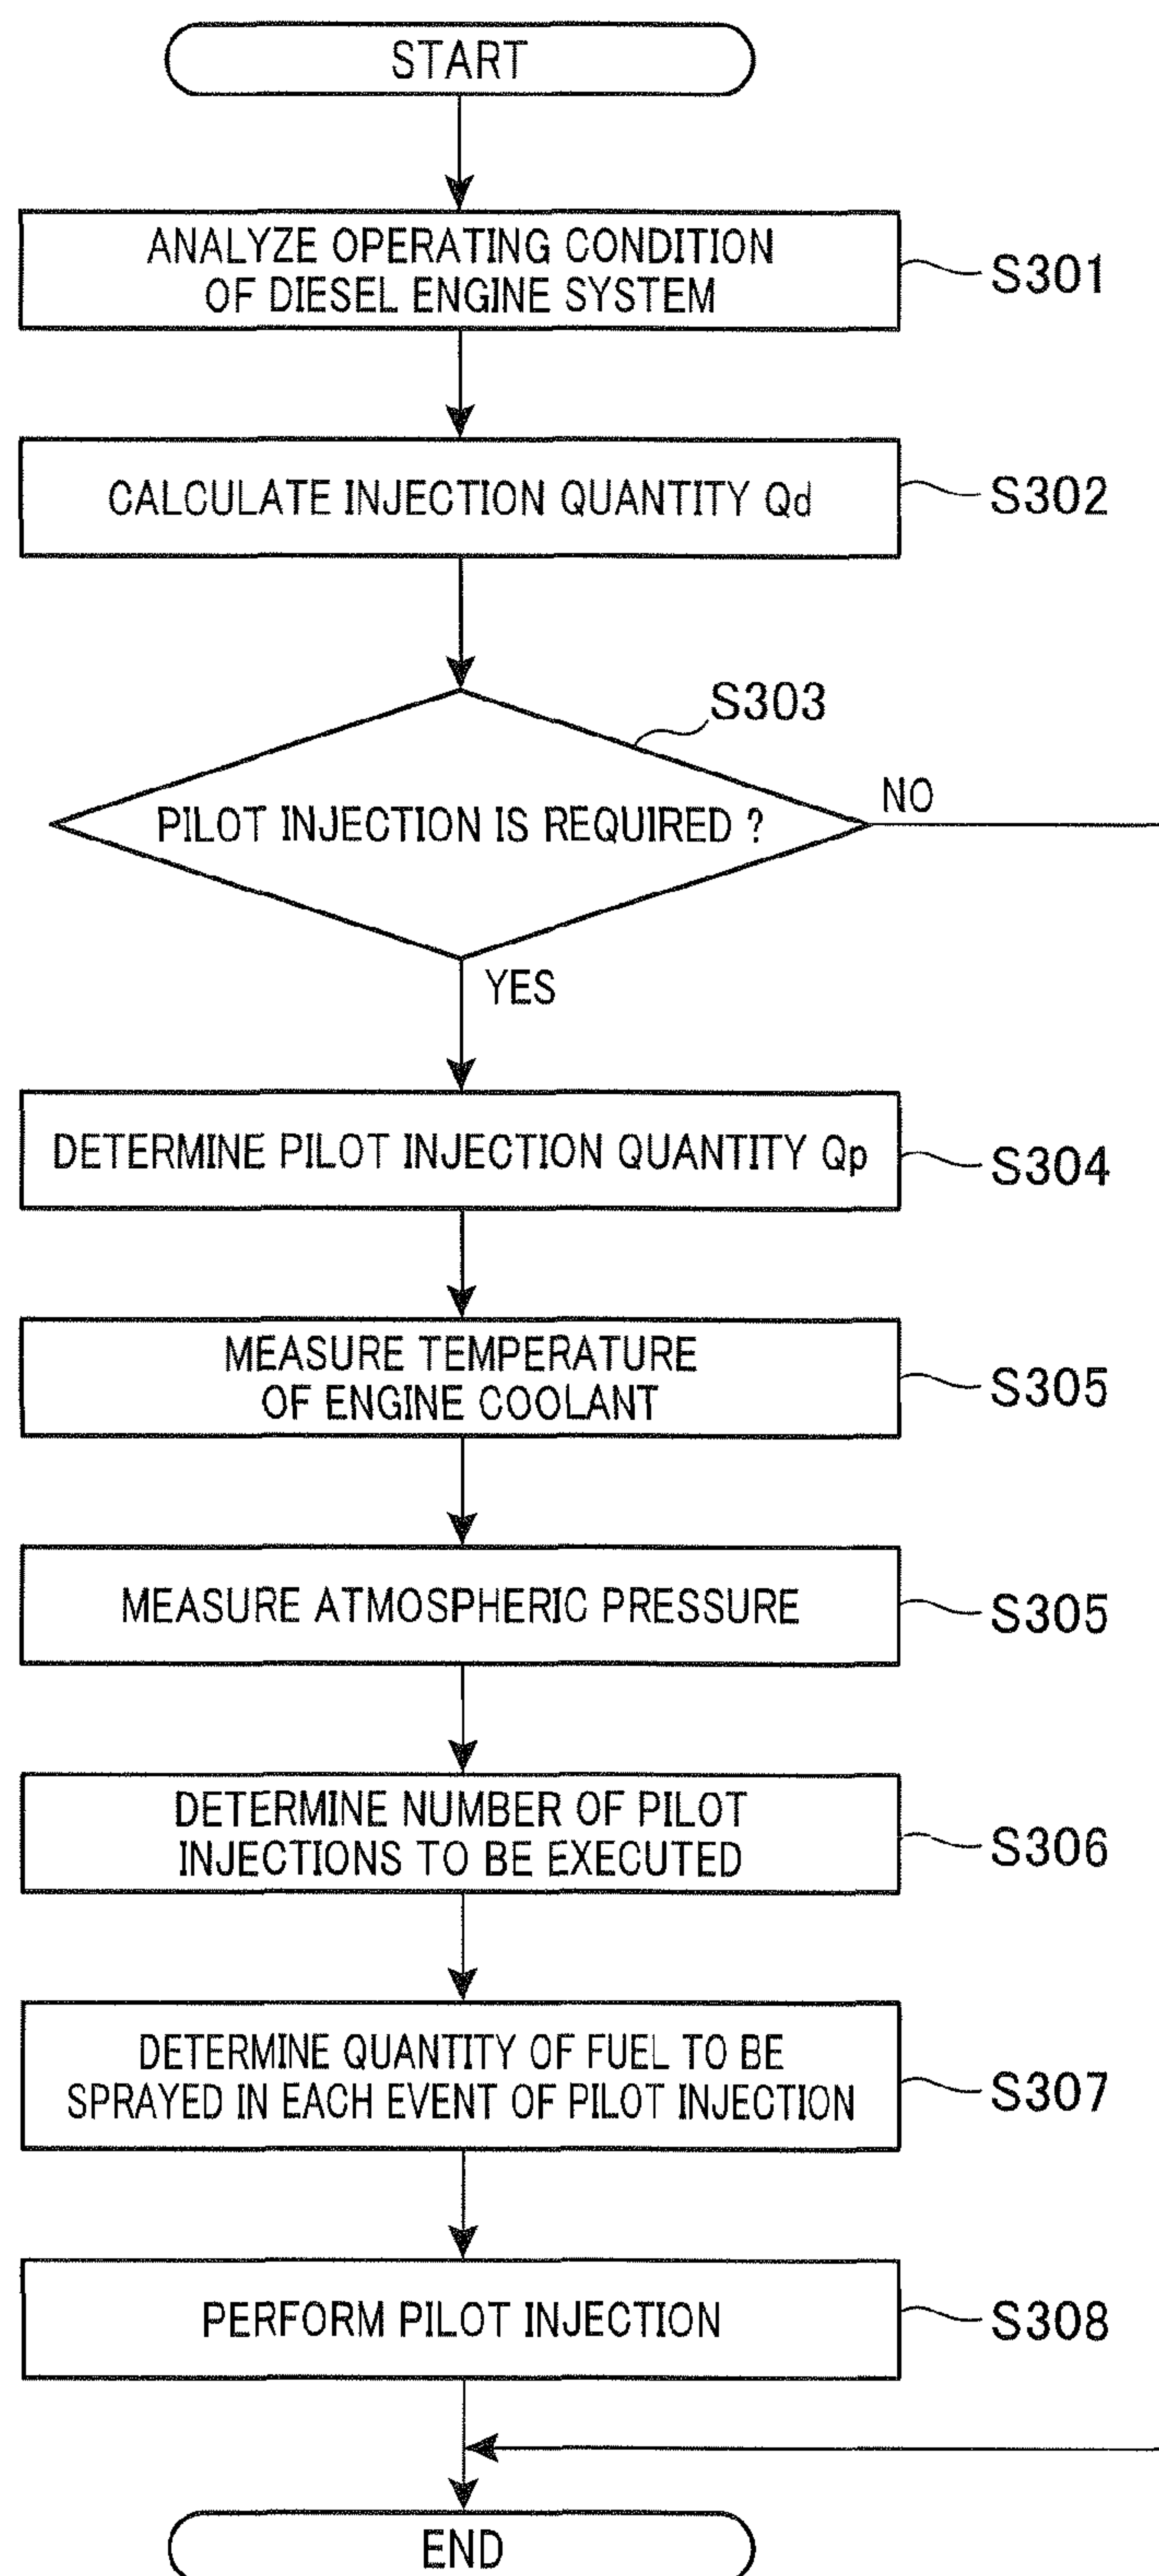 START
ANALYZE OPERATING CONDITION
OF DIESEL ENGINE SYSTEM
S301
CALCULATE INJECTION QUANTITY Qd
S302
S303
PILOT INJECTION IS REQUIRED ?
NO
YES
DETERMINE PILOT INJECTION QUANTITY Qp
S304
MEASURE TEMPERATURE
OF ENGINE COOLANT
S305
MEASURE ATMOSPHERIC PRESSURE
S305
DETERMINE NUMBER OF PILOT
INJECTIONS TO BE EXECUTED
S306
DETERMINE QUANTITY OF FUEL TO BE
SPRAYED IN EACH EVENT OF PILOT INJECTION
S307
PERFORM PILOT INJECTION
S308
END